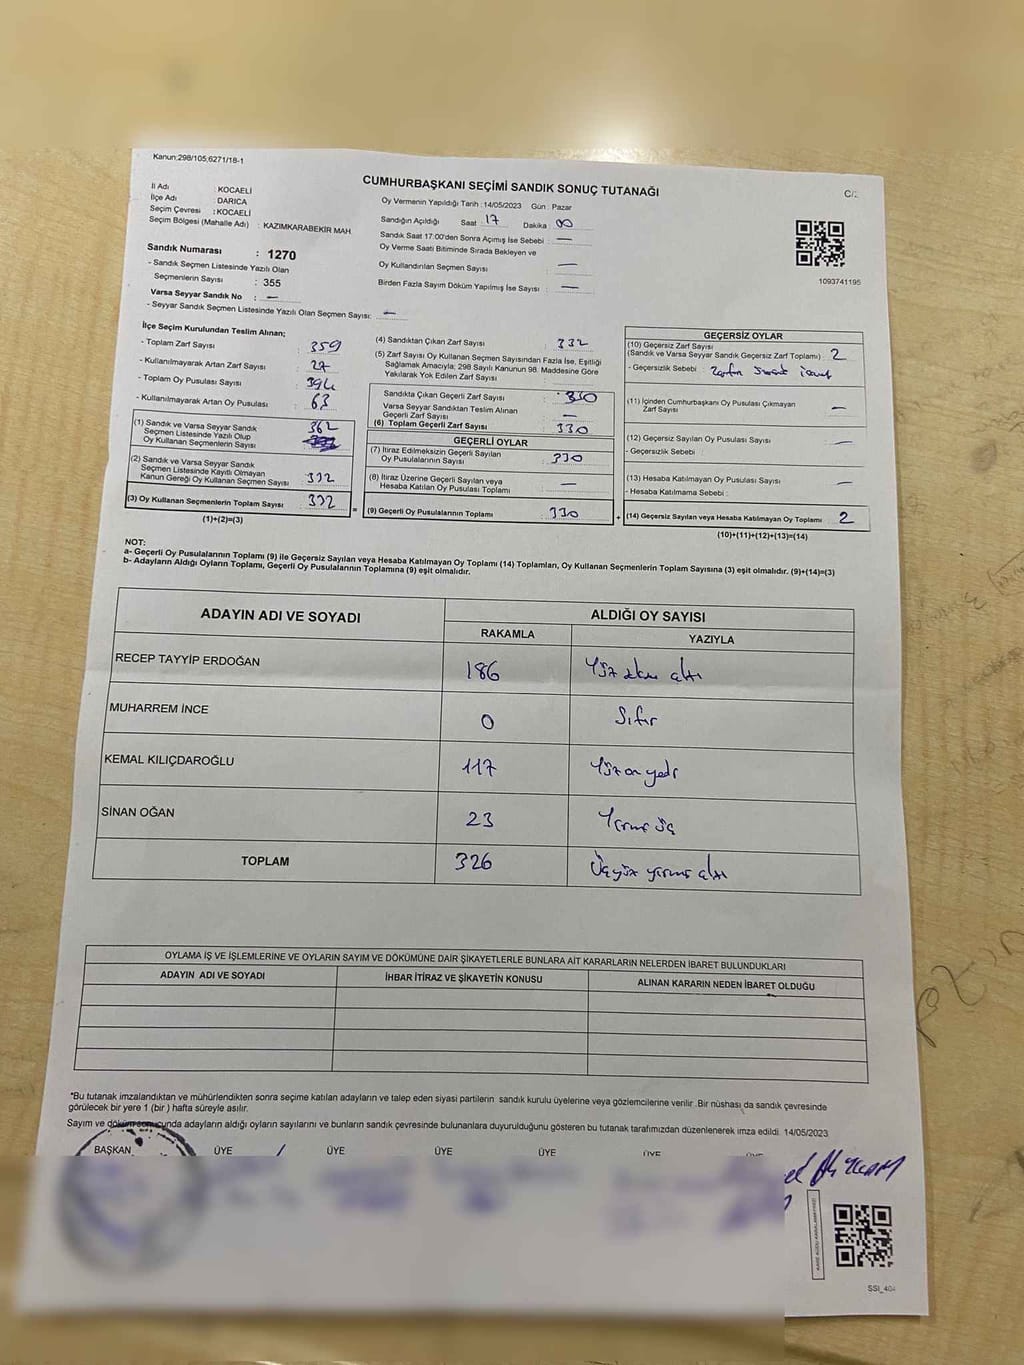 Kanun:298/105;6271/18-1
CUMHURBAŞKANI SEÇİMİ SANDIK SONUÇ TUTANAĞI
C/2
İl Adı : KOCAELİ
İlçe Adı : DARICA
Seçim Çevresi : KOCAELİ
Seçim Bölgesi (Mahalle Adı) : KAZIMKARABEKİR MAH.
Sandık Numarası : 1270
- Sandık Seçmen Listesinde Yazılı Olan
Seçmenlerin Sayısı : 355
Varsa Seyyar Sandık No : —
- Seyyar Sandık Seçmen Listesinde Yazılı Olan Seçmen Sayısı: —
Oy Vermenin Yapıldığı Tarih : 14/05/2023 Gün : Pazar
Sandığın Açıldığı Saat : 17 Dakika : 00
Sandık Saat 17:00'den Sonra Açılmış İse Sebebi : —
Oy Verme Saati Bitiminde Sırada Bekleyen ve
Oy Kullandırılan Seçmen Sayısı : —
Birden Fazla Sayım Döküm Yapılmış İse Sayısı : —
1093741195
İlçe Seçim Kurulundan Teslim Alınan;
- Toplam Zarf Sayısı : 359
- Kullanılmayarak Artan Zarf Sayısı : 27
- Toplam Oy Pusulası Sayısı : 394
- Kullanılmayarak Artan Oy Pusulası : 63
(1) Sandık ve Varsa Seyyar Sandık
Seçmen Listesinde Yazılı Olup
Oy Kullanan Seçmenlerin Sayısı : 362
(2) Sandık ve Varsa Seyyar Sandık
Seçmen Listesinde Kayıtlı Olmayan
Kanun Gereği Oy Kullanan Seçmen Sayısı : 332
(3) Oy Kullanan Seçmenlerin Toplam Sayısı : 332
(1)+(2)=(3)
(4) Sandıktan Çıkan Zarf Sayısı : 332
(5) Zarf Sayısı Oy Kullanan Seçmen Sayısından Fazla İse, Eşitliği
Sağlamak Amacıyla; 298 Sayılı Kanunun 98. Maddesine Göre
Yakılarak Yok Edilen Zarf Sayısı :
Sandıkta Çıkan Geçerli Zarf Sayısı : 330
Varsa Seyyar Sandıktan Teslim Alınan
Geçerli Zarf Sayısı : —
(6) Toplam Geçerli Zarf Sayısı : 330
GEÇERLİ OYLAR
(7) İtiraz Edilmeksizin Geçerli Sayılan
Oy Pusulalarının Sayısı : 330
(8) İtiraz Üzerine Geçerli Sayılan veya
Hesaba Katılan Oy Pusulası Toplamı : —
(9) Geçerli Oy Pusulalarının Toplamı : 330
GEÇERSİZ OYLAR
(10) Geçersiz Zarf Sayısı
(Sandık ve Varsa Seyyar Sandık Geçersiz Zarf Toplamı) : 2
- Geçersizlik Sebebi :
(11) İçinden Cumhurbaşkanı Oy Pusulası Çıkmayan
Zarf Sayısı : —
(12) Geçersiz Sayılan Oy Pusulası Sayısı : —
- Geçersizlik Sebebi :
(13) Hesaba Katılmayan Oy Pusulası Sayısı : —
- Hesaba Katılmama Sebebi :
(14) Geçersiz Sayılan veya Hesaba Katılmayan Oy Toplamı : 2
(10)+(11)+(12)+(13)=(14)
NOT:
a- Geçerli Oy Pusulalarının Toplamı (9) ile Geçersiz Sayılan veya Hesaba Katılmayan Oy Toplamı (14) Toplamları, Oy Kullanan Seçmenlerin Toplam Sayısına (3) eşit olmalıdır. (9)+(14)=(3)
b- Adayların Aldığı Oyların Toplamı, Geçerli Oy Pusulalarının Toplamına (9) eşit olmalıdır.
ADAYIN ADI VE SOYADI ALDIĞI OY SAYISI
RAKAMLA YAZIYLA
RECEP TAYYİP ERDOĞAN 186 Yüz seksen altı
MUHARREM İNCE 0 Sıfır
KEMAL KILIÇDAROĞLU 117 Yüz on yedi
SİNAN OĞAN 23 Yirmi üç
TOPLAM 326 Üçyüz yirmi altı
OYLAMA İŞ VE İŞLEMLERİNE VE OYLARIN SAYIM VE DÖKÜMÜNE DAİR ŞİKAYETLERLE BUNLARA AİT KARARLARIN NELERDEN İBARET BULUNDUKLARI
ADAYIN ADI VE SOYADI İHBAR İTİRAZ VE ŞİKAYETİN KONUSU ALINAN KARARIN NEDEN İBARET OLDUĞU
*Bu tutanak imzalandıktan ve mühürlendikten sonra seçime katılan adayların ve talep eden siyasi partilerin sandık kurulu üyelerine veya gözlemcilerine verilir .Bir nüshası da sandık çevresinde
görülecek bir yere 1 (bir ) hafta süreyle asılır.
Sayım ve döküm sonucunda adayların aldığı oyların sayılarını ve bunların sandık çevresinde bulunanlara duyurulduğunu gösteren bu tutanak tarafımızdan düzenlenerek imza edildi. 14/05/2023
BAŞKAN ÜYE ÜYE ÜYE ÜYE ÜYE
SSI_404